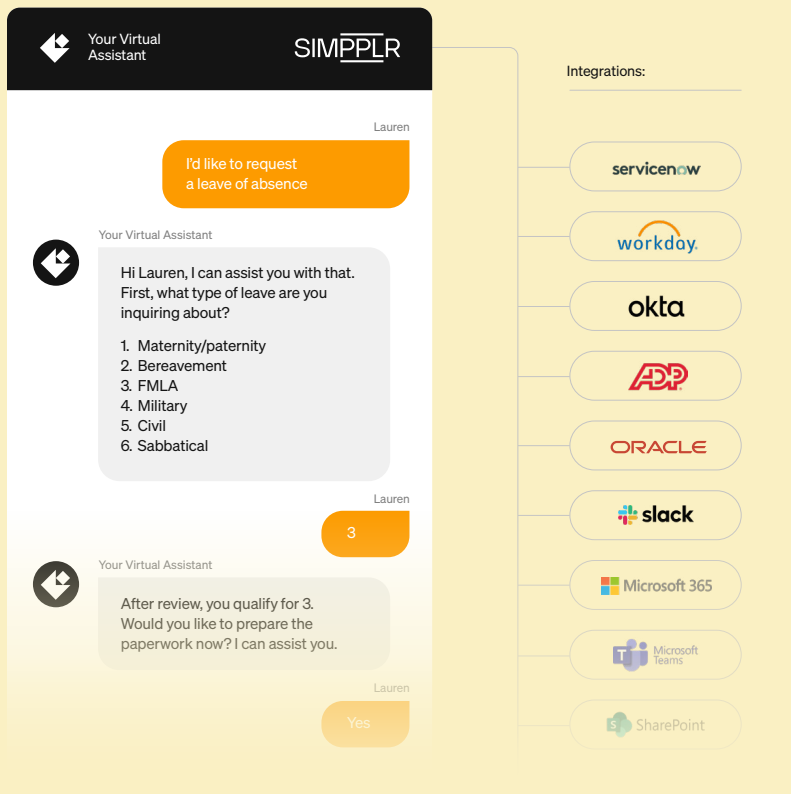 Your Virtual
Assistant
SIMPPLR
Lauren
I'd like to request
a leave of absence
Your Virtual Assistant
Hi Lauren, I can assist you with that.
First, what type of leave are you
inquiring about?
1. Maternity/paternity
2. Bereavement
3. FMLA
4. Military
5. Civil
6. Sabbatical
Lauren
3
Your Virtual Assistant
After review, you qualify for 3.
Would you like to prepare the
paperwork now? I can assist you.
Lauren
Yes
Integrations:
servicenow
workday.
okta
ADP
ORACLE
slack
Microsoft 365
T
Microsoft
Teams
S
SharePoint